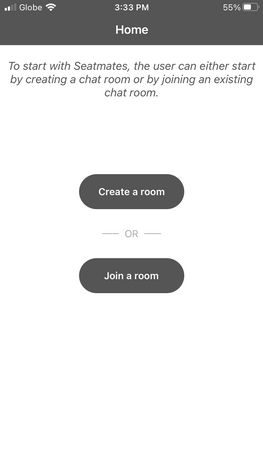 Globe 3:33 PM 55%
Home
To start with Seatmates, the user can either start
by creating a chat room or by joining an existing
chat room.
Create a room
OR
Join a room